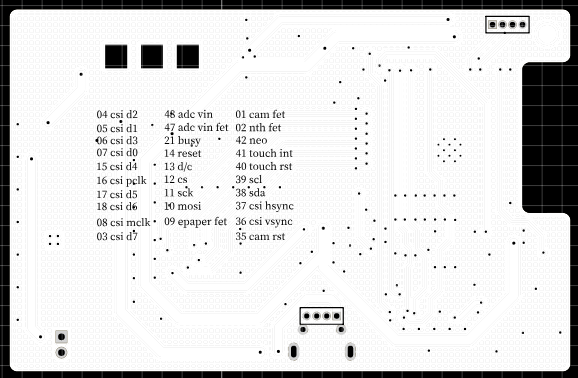 04 csi d2
05 csi d1
06 csi d3
07 csi d0
15 csi d4
16 csi pclk
17 csi d5
18 csi d6
08 csi mclk
03 csi d7
48 adc vin
47 adc vin fet
21 busy
14 reset
13 d/c
12 cs
11 sck
10 mosi
09 epaper fet
01 cam fet
02 nth fet
42 neo
41 touch int
40 touch rst
39 scl
38 sda
37 csi hsync
36 csi vsync
35 cam rst